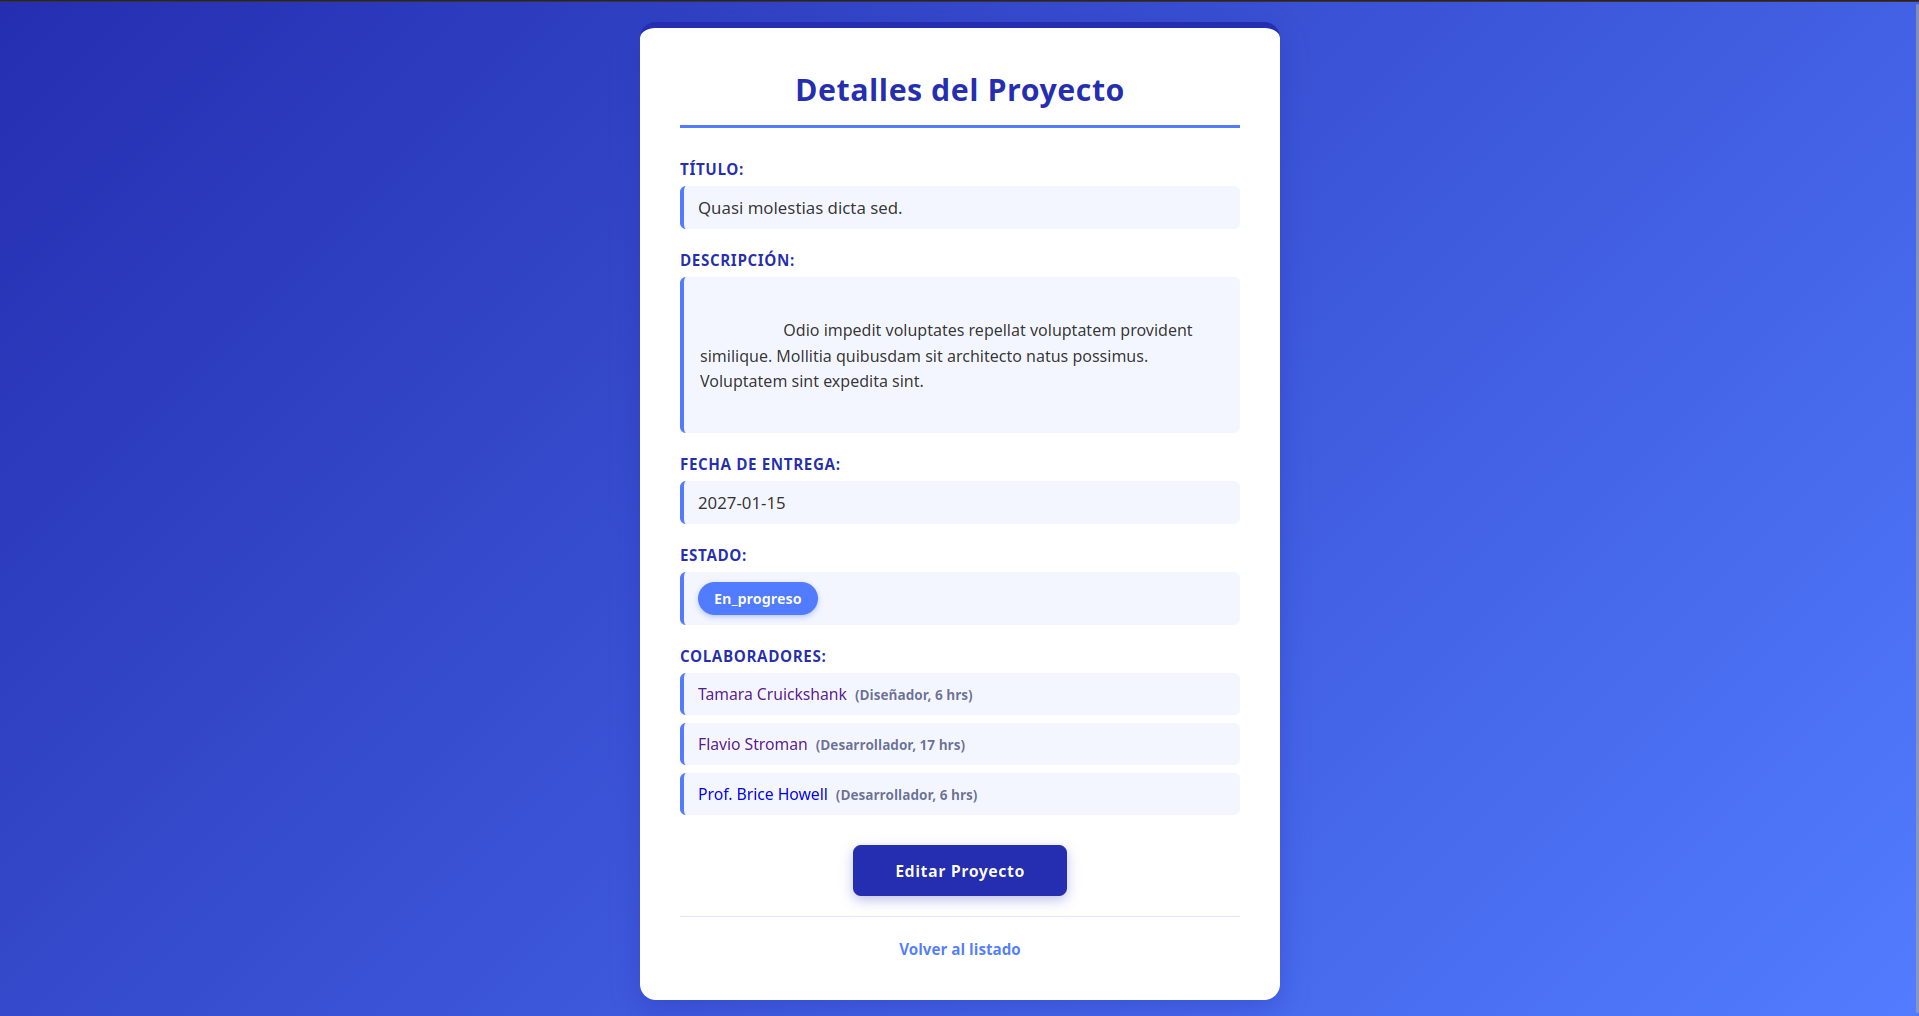 Detalles del Proyecto
TÍTULO:
Quasi molestias dicta sed.
DESCRIPCIÓN:
Odio impedit voluptates repellat voluptatem provident
similique. Mollitia quibusdam sit architecto natus possimus.
Voluptatem sint expedita sint.
FECHA DE ENTREGA:
2027-01-15
ESTADO:
En_progreso
COLABORADORES:
Tamara Cruickshank (Diseñador, 6 hrs)
Flavio Stroman (Desarrollador, 17 hrs)
Prof. Brice Howell (Desarrollador, 6 hrs)
Editar Proyecto
Volver al listado